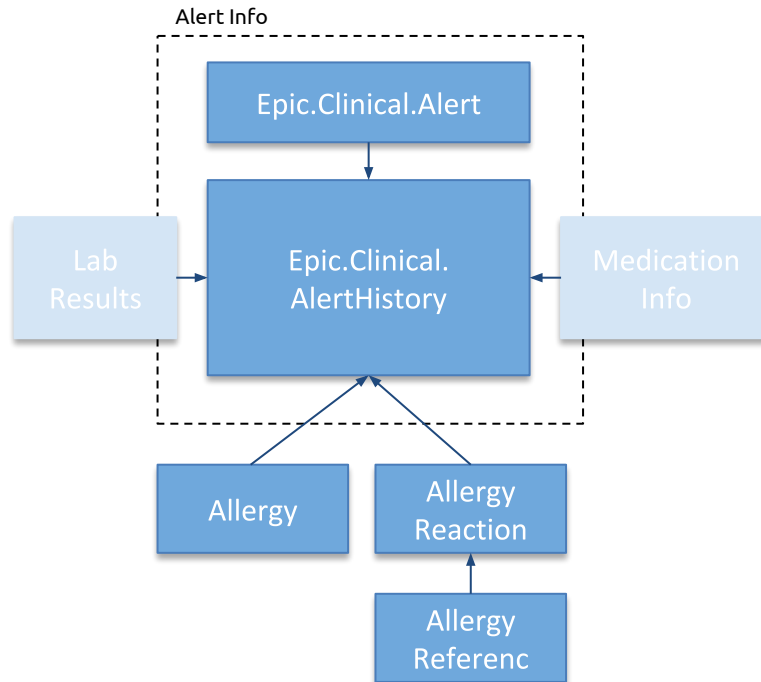 Alert Info
Epic.Clinical.Alert
Lab
Results
Epic.Clinical.
AlertHistory
Medication
Info
Allergy
Allergy
Reaction
Allergy
Referenc